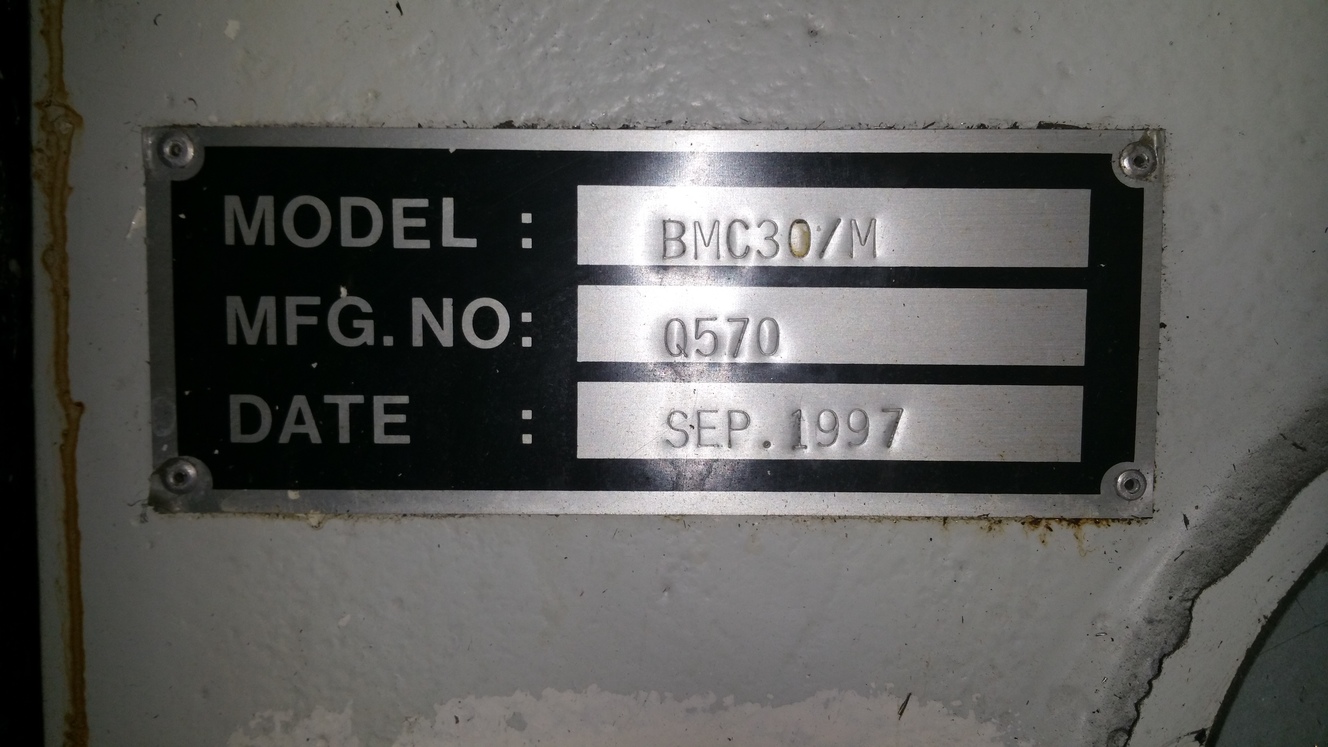 MODEL : BMC30/M
MFG. NO: Q570
DATE : SEP. 1997